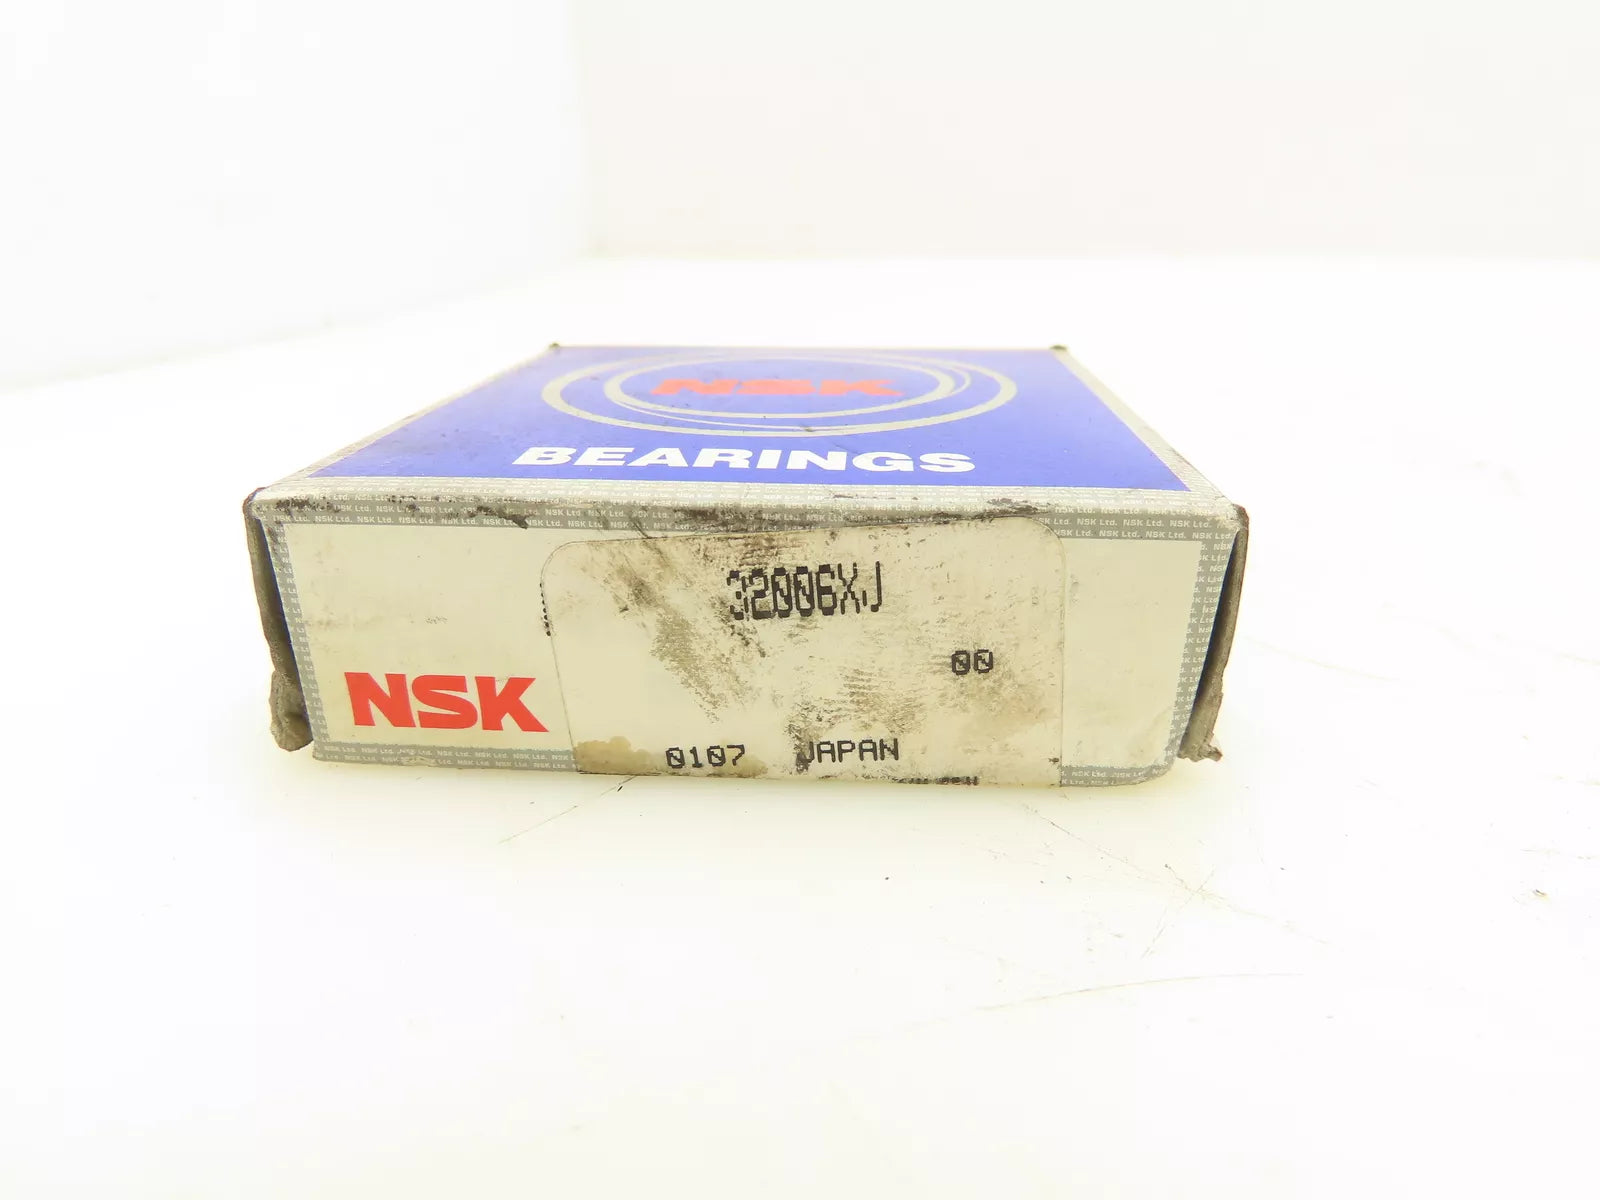 NSK
BEARINGS
32006XJ
00
NSK
0107 JAPAN